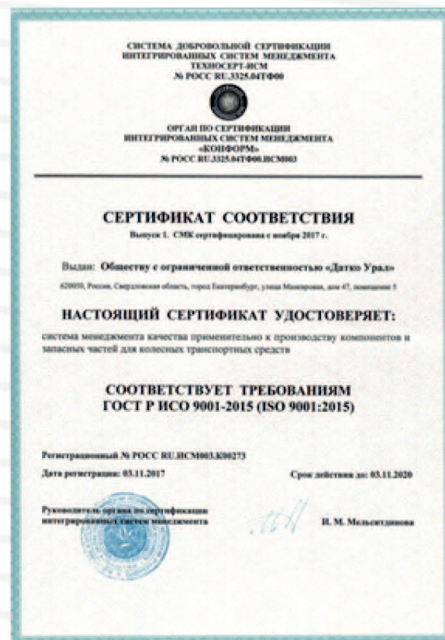 СИСТЕМА ДОБРОВОЛЬНОЙ СЕРТИФИКАЦИИ
ИНТЕГРИРОВАННЫХ СИСТЕМ МЕНЕДЖМЕНТА
ТЕХНОСЕРТ-ИСМ
№ РОСС RU.3325.04ТФ00
ОРГАН ПО СЕРТИФИКАЦИИ
ИНТЕГРИРОВАННЫХ СИСТЕМ МЕНЕДЖМЕНТА
«КОНФОРМ»
№ РОСС RU.3325.04ТФ00.ИСМ003
СЕРТИФИКАТ СООТВЕТСТВИЯ
Выпуск 1. СМК сертифицирована с ноября 2017 г.
Выдан: Обществу с ограниченной ответственностью «Датко Урал»
Россия, Свердловская область, город Екатеринбург, улица дом 47, помещение 5
НАСТОЯЩИЙ СЕРТИФИКАТ УДОСТОВЕРЯЕТ:
система менеджмента качества применительно к производству компонентов и
запасных частей для колесных транспортных средств
СООТВЕТСТВУЕТ ТРЕБОВАНИЯМ
ГОСТ Р ИСО 9001-2015 (ISO 9001:2015)
Регистрационный № РОСС RU.ИСМ003.К00273
Дата регистрации: 03.11.2017 Срок действия до: 03.11.2020
Руководитель органа по сертификации
интегрированных систем менеджмента И. М.